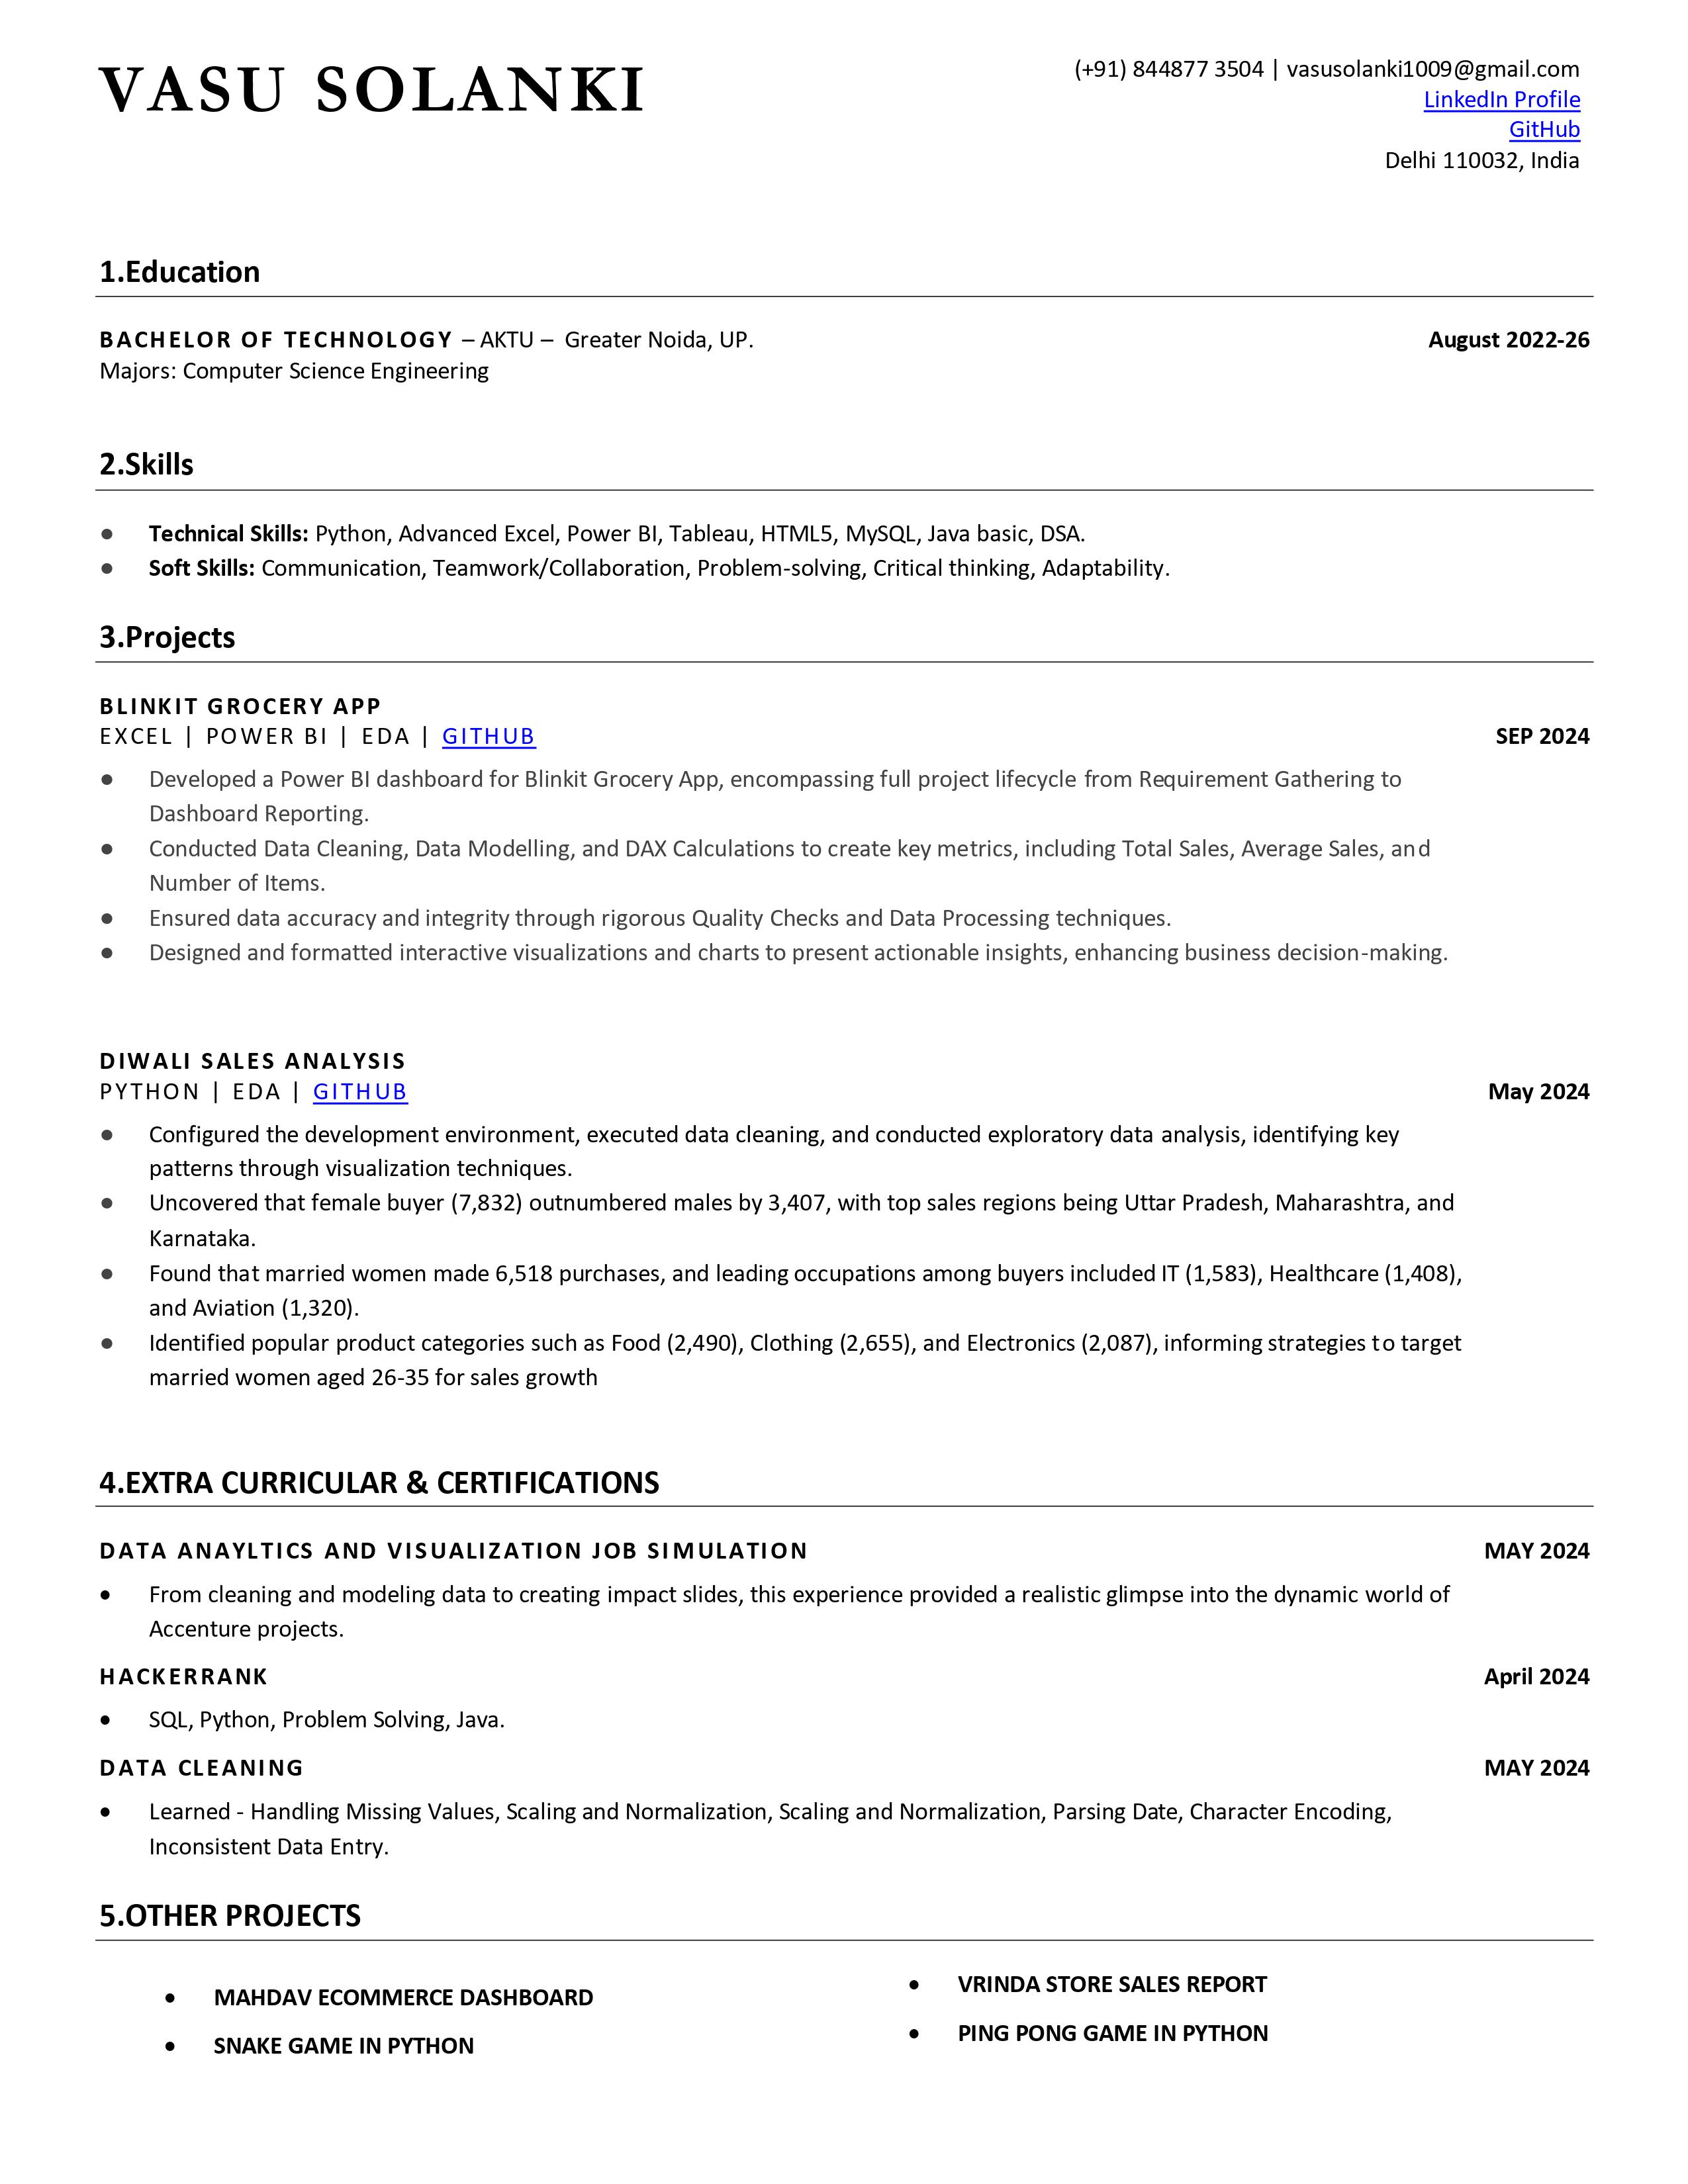 VASU SOLANKI
(+91) 844877 3504 | vasusolanki1009@gmail.com
LinkedIn Profile
GitHub
Delhi 110032, India
1.Education
BACHELOR OF TECHNOLOGY – AKTU – Greater Noida, UP. August 2022-26
Majors: Computer Science Engineering
2.Skills
● Technical Skills: Python, Advanced Excel, Power BI, Tableau, HTML5, MySQL, Java basic, DSA.
● Soft Skills: Communication, Teamwork/Collaboration, Problem-solving, Critical thinking, Adaptability.
3.Projects
BLINKIT GROCERY APP
EXCEL | POWER BI | EDA | GITHUB SEP 2024
● Developed a Power BI dashboard for Blinkit Grocery App, encompassing full project lifecycle from Requirement Gathering to
Dashboard Reporting.
● Conducted Data Cleaning, Data Modelling, and DAX Calculations to create key metrics, including Total Sales, Average Sales, and
Number of Items.
● Ensured data accuracy and integrity through rigorous Quality Checks and Data Processing techniques.
● Designed and formatted interactive visualizations and charts to present actionable insights, enhancing business decision-making.
DIWALI SALES ANALYSIS
PYTHON | EDA | GITHUB May 2024
● Configured the development environment, executed data cleaning, and conducted exploratory data analysis, identifying key
patterns through visualization techniques.
● Uncovered that female buyer (7,832) outnumbered males by 3,407, with top sales regions being Uttar Pradesh, Maharashtra, and
Karnataka.
● Found that married women made 6,518 purchases, and leading occupations among buyers included IT (1,583), Healthcare (1,408),
and Aviation (1,320).
● Identified popular product categories such as Food (2,490), Clothing (2,655), and Electronics (2,087), informing strategies to target
married women aged 26-35 for sales growth
4.EXTRA CURRICULAR & CERTIFICATIONS
DATA ANAYLTICS AND VISUALIZATION JOB SIMULATION MAY 2024
● From cleaning and modeling data to creating impact slides, this experience provided a realistic glimpse into the dynamic world of
Accenture projects.
HACKERRANK April 2024
● SQL, Python, Problem Solving, Java.
DATA CLEANING MAY 2024
● Learned - Handling Missing Values, Scaling and Normalization, Scaling and Normalization, Parsing Date, Character Encoding,
Inconsistent Data Entry.
5.OTHER PROJECTS
● MAHDAV ECOMMERCE DASHBOARD
● SNAKE GAME IN PYTHON
● VRINDA STORE SALES REPORT
● PING PONG GAME IN PYTHON